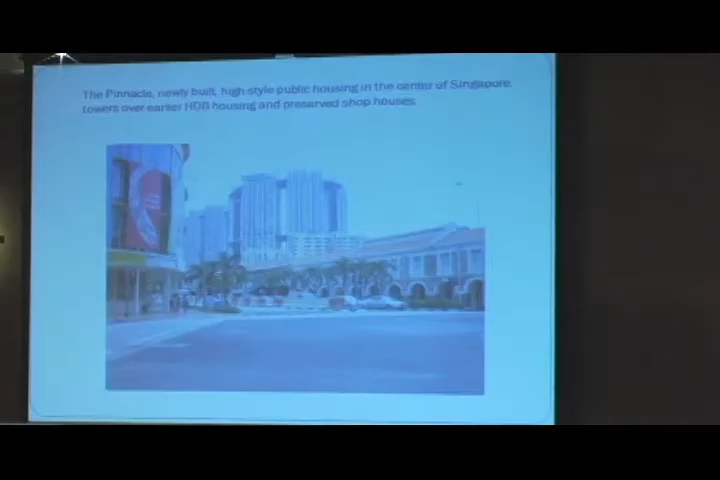 The Pinnacle, newly built, high style public housing in the center of Singapore,
towers over earlier HDB housing and preserved shop houses.